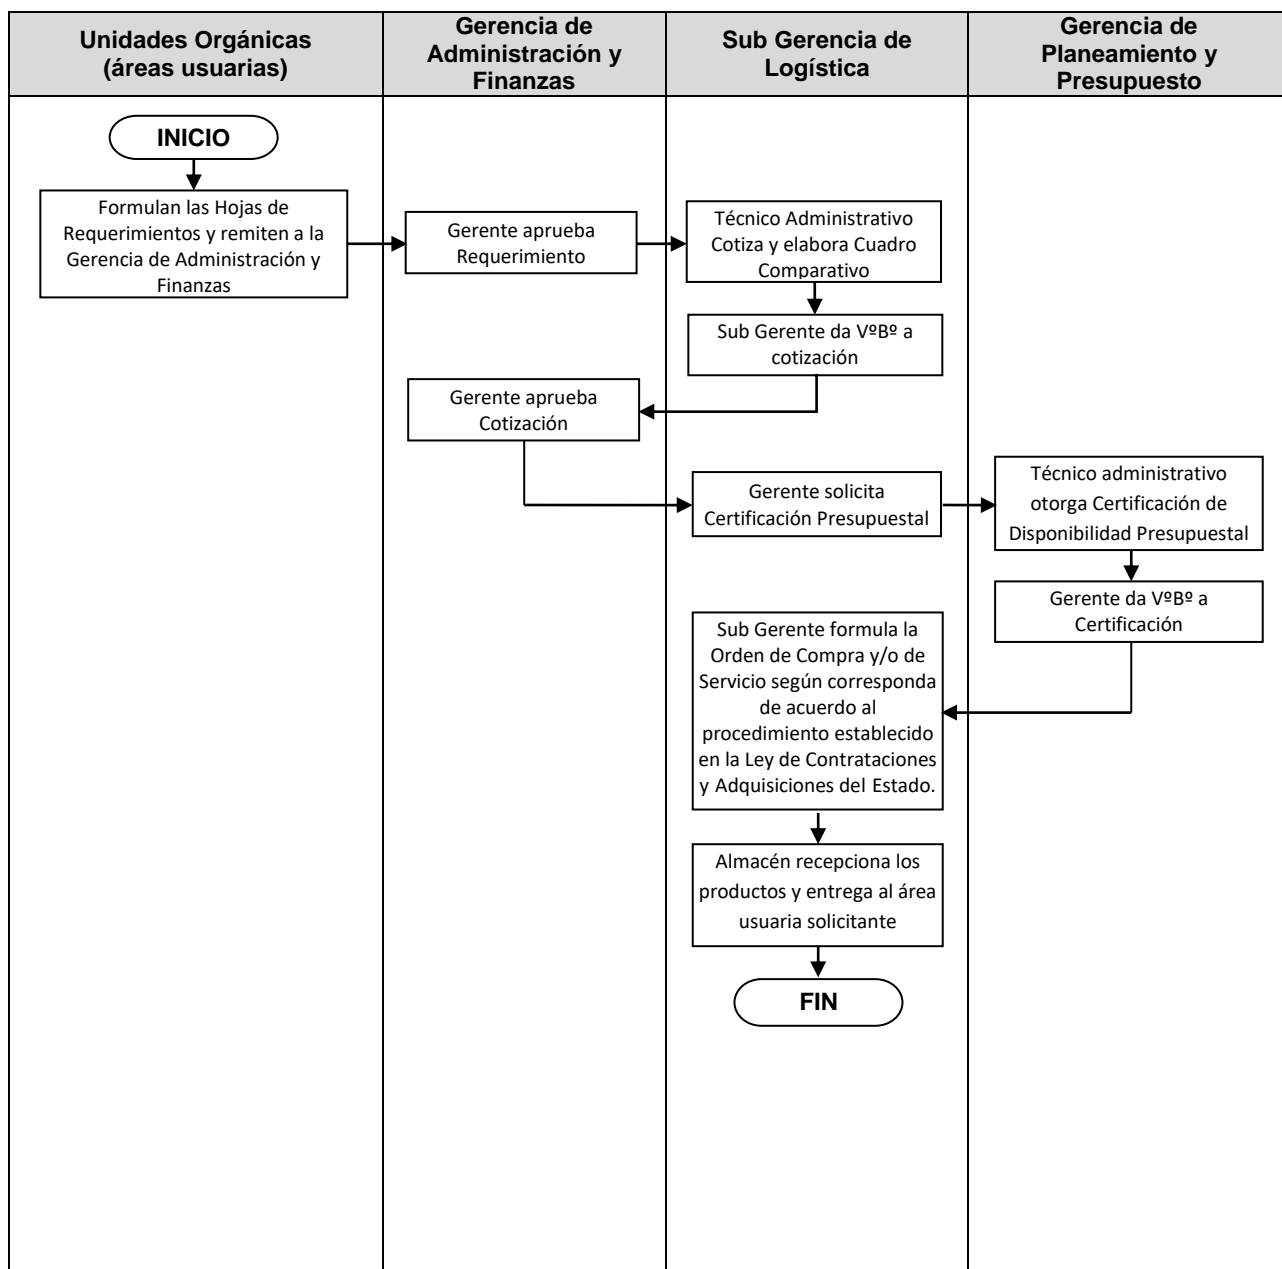 Unidades Orgánicas
(áreas usuarias)
Gerencia de
Administración y
Finanzas
Sub Gerencia de
Logística
Gerencia de
Planeamiento y
Presupuesto
INICIO
Formulan las Hojas de
Requerimientos y remiten a la
Gerencia de Administración y
Finanzas
Gerente aprueba
Requerimiento
Técnico Administrativo
Cotiza y elabora Cuadro
Comparativo
Sub Gerente da VºBº a
cotización
Gerente aprueba
Cotización
Gerente solicita
Certificación Presupuestal
Técnico administrativo
otorga Certificación de
Disponibilidad Presupuestal
Gerente da VºBº a
Certificación
Sub Gerente formula la
Orden de Compra y/o de
Servicio según corresponda
de acuerdo al
procedimiento establecido
en la Ley de Contrataciones
y Adquisiciones del Estado.
Almacén recepciona los
productos y entrega al área
usuaria solicitante
FIN